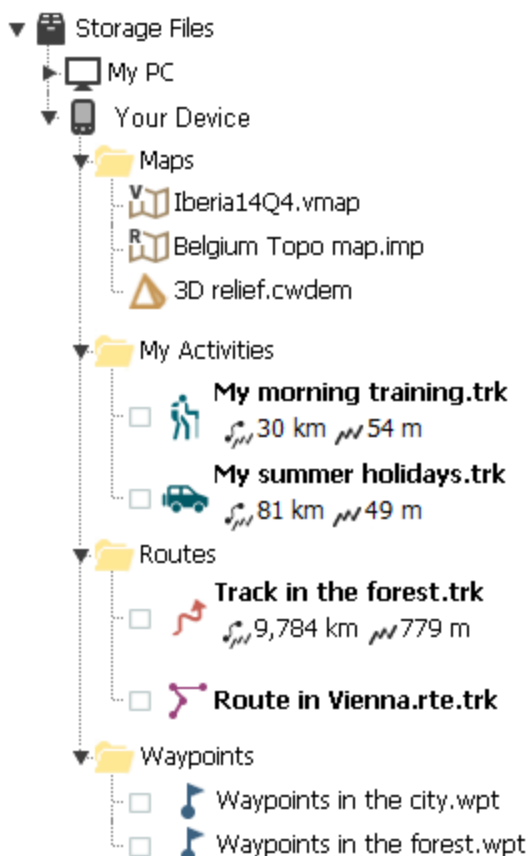 Storage Files
My PC
Your Device
Maps
V Iberia14Q4.vmap
R Belgium Topo map.imp
3D relief.cwdem
My Activities
My morning training.trk
30 km 54 m
My summer holidays.trk
81 km 49 m
Routes
Track in the forest.trk
9,784 km 779 m
Route in Vienna.rte.trk
Waypoints
Waypoints in the city.wpt
Waypoints in the forest.wpt